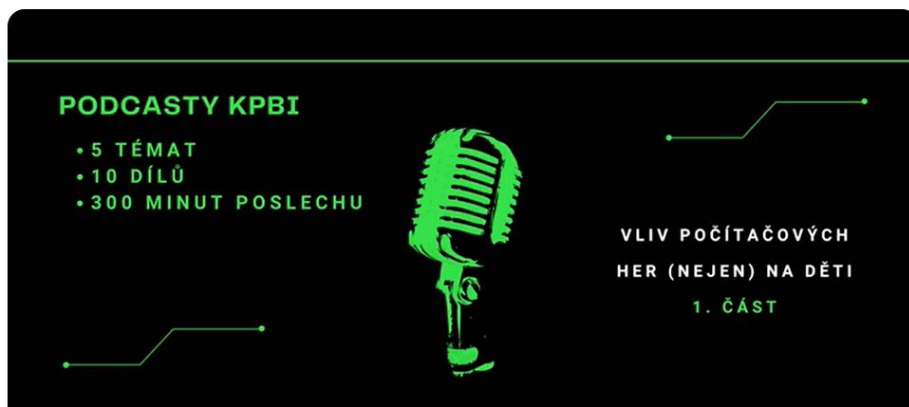 PODCASTY KPBI
• 5 TÉMAT
• 10 DÍLŮ
• 300 MINUT POSLECHU
VLIV POČÍTAČOVÝCH
HER (NEJEN) NA DĚTI
1. ČÁST